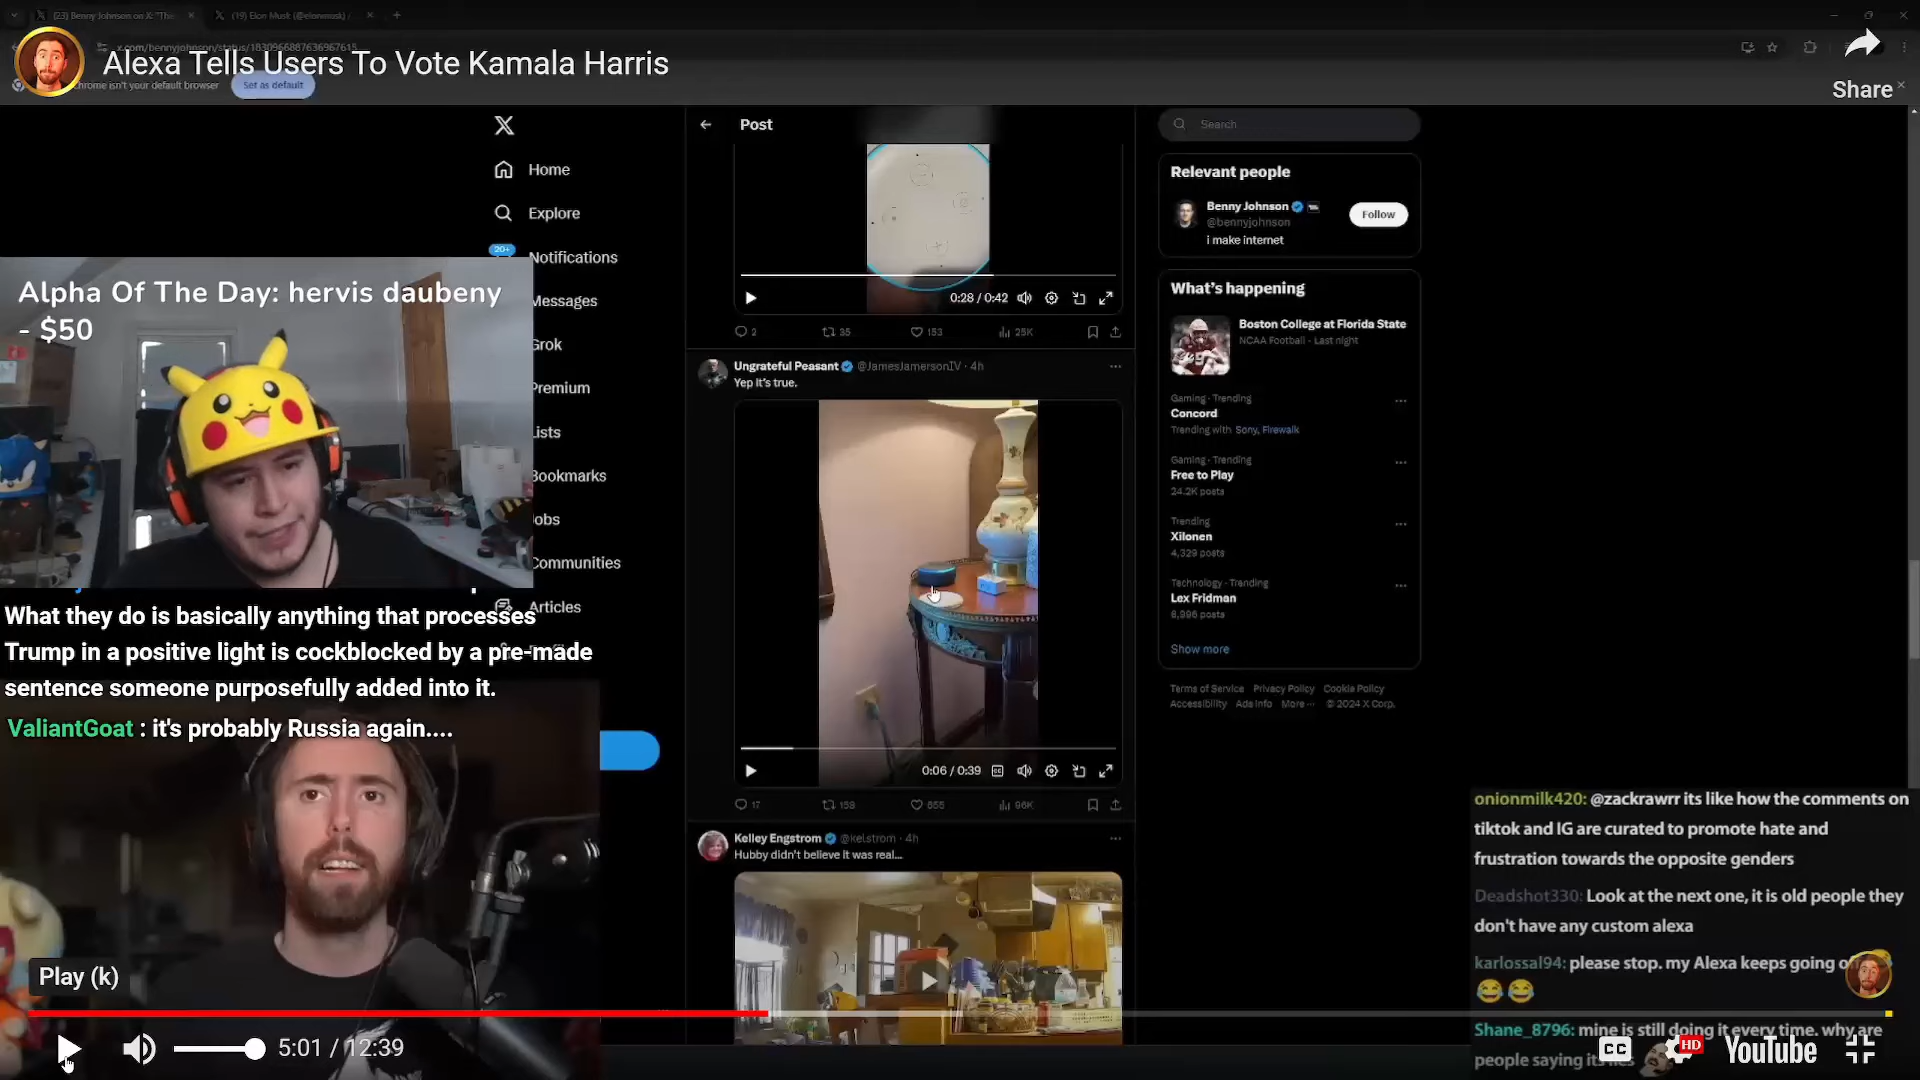 (23) Benny Johnson on X: "The
(19) Elon Musk (@elonmusk) /
x.com/bennyjohnson/status/1830966887636967615
Alexa Tells Users To Vote Kamala Harris
chrome isn't your default browser
Set as default
Share
Home
Explore
20+
Notifications
Messages
Grok
Premium
Lists
Bookmarks
Jobs
Communities
Articles
Post
0:28 / 0:42
2
35
153
25K
Ungrateful Peasant @JamesJamersonIV · 4h
Yep it's true.
0:06 / 0:39
17
158
655
96K
Kelley Engstrom @kelstrom · 4h
Hubby didn't believe it was real...
Search
Relevant people
Benny Johnson
@bennyjohnson
i make internet
Follow
What's happening
Boston College at Florida State
NCAA Football · Last night
Gaming · Trending
Concord
Trending with Sony, Firewalk
Gaming · Trending
Free to Play
24.2K posts
Trending
Xilonen
4,329 posts
Technology · Trending
Lex Fridman
8,996 posts
Show more
Terms of Service Privacy Policy Cookie Policy
Accessibility Ads info More ··· © 2024 X Corp.
Alpha Of The Day: hervis daubeny
- $50
What they do is basically anything that processes
Trump in a positive light is cockblocked by a pre-made
sentence someone purposefully added into it.
ValiantGoat : it's probably Russia again....
onionmilk420: @zackrawrr its like how the comments on
tiktok and IG are curated to promote hate and
frustration towards the opposite genders
Deadshot330: Look at the next one, it is old people they
don't have any custom alexa
karlossal94: please stop. my Alexa keeps going
Shane_8796: mine is still doing it every time. why are
people saying its lies
Play (k)
5:01 / 12:39
CC
HD
YouTube